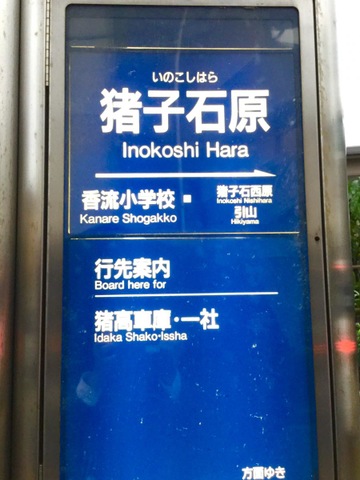 いのこしはら
猪子石原
Inokoshi Hara
香流小学校
Kanare Shogakko
猪子石西原
Inokoshi Nishihara
引山
Hikiyama
行先案内
Board here for
猪高車庫・一社
Idaka Shako·Issha
方面ゆき